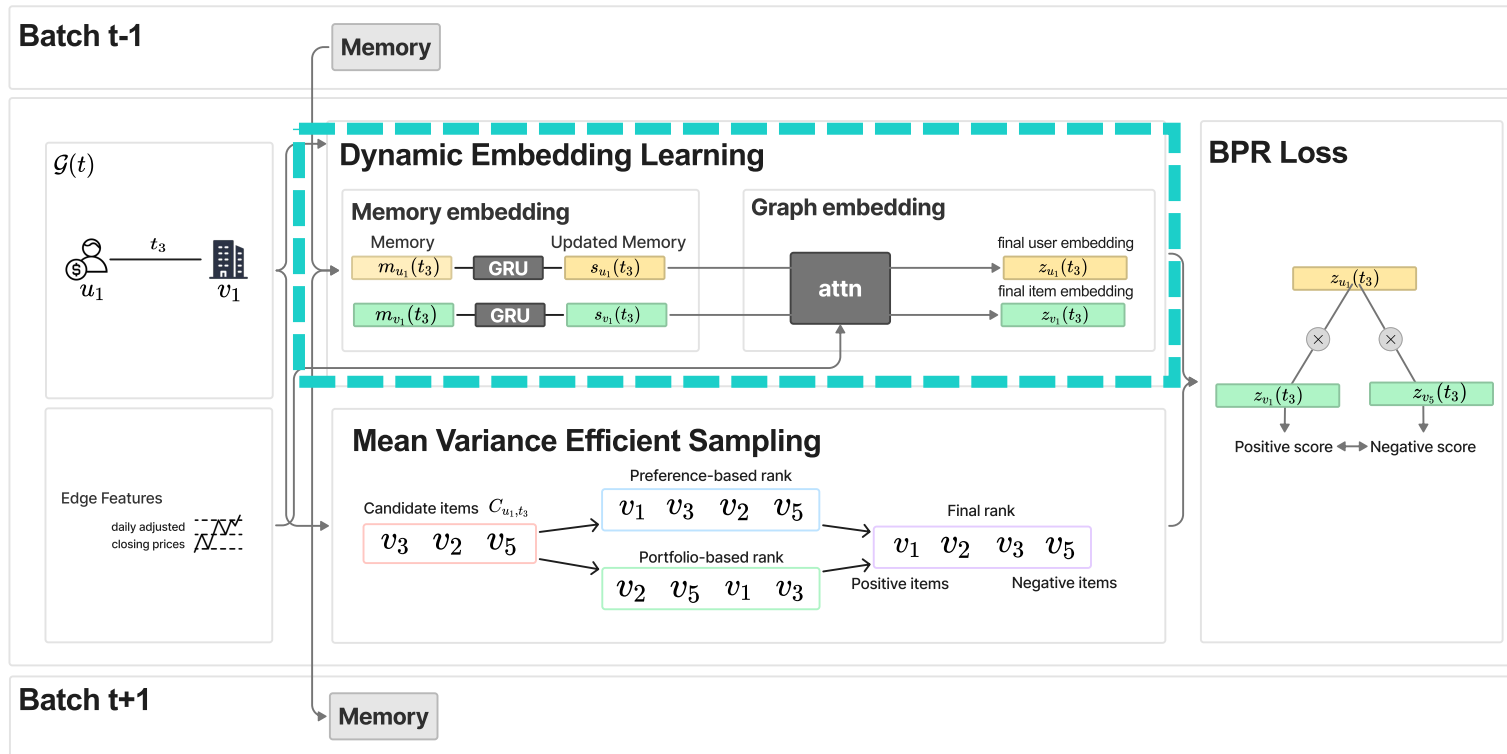 Batch t-1
Memory
𝒢(t)
t₃
$
u₁
v₁
Edge Features
daily adjusted
closing prices
Dynamic Embedding Learning
Memory embedding
Memory
Updated Memory
m_{u₁}(t₃)
GRU
s_{u₁}(t₃)
m_{v₁}(t₃)
GRU
s_{v₁}(t₃)
Graph embedding
attn
final user embedding
z_{u₁}(t₃)
final item embedding
z_{v₁}(t₃)
Mean Variance Efficient Sampling
Candidate items C_{u₁,t₃}
v₃ v₂ v₅
Preference-based rank
v₁ v₃ v₂ v₅
Portfolio-based rank
v₂ v₅ v₁ v₃
Final rank
v₁ v₂ v₃ v₅
Positive items
Negative items
BPR Loss
z_{u₁}(t₃)
× ×
z_{v₁}(t₃)
z_{v₅}(t₃)
Positive score
Negative score
Batch t+1
Memory